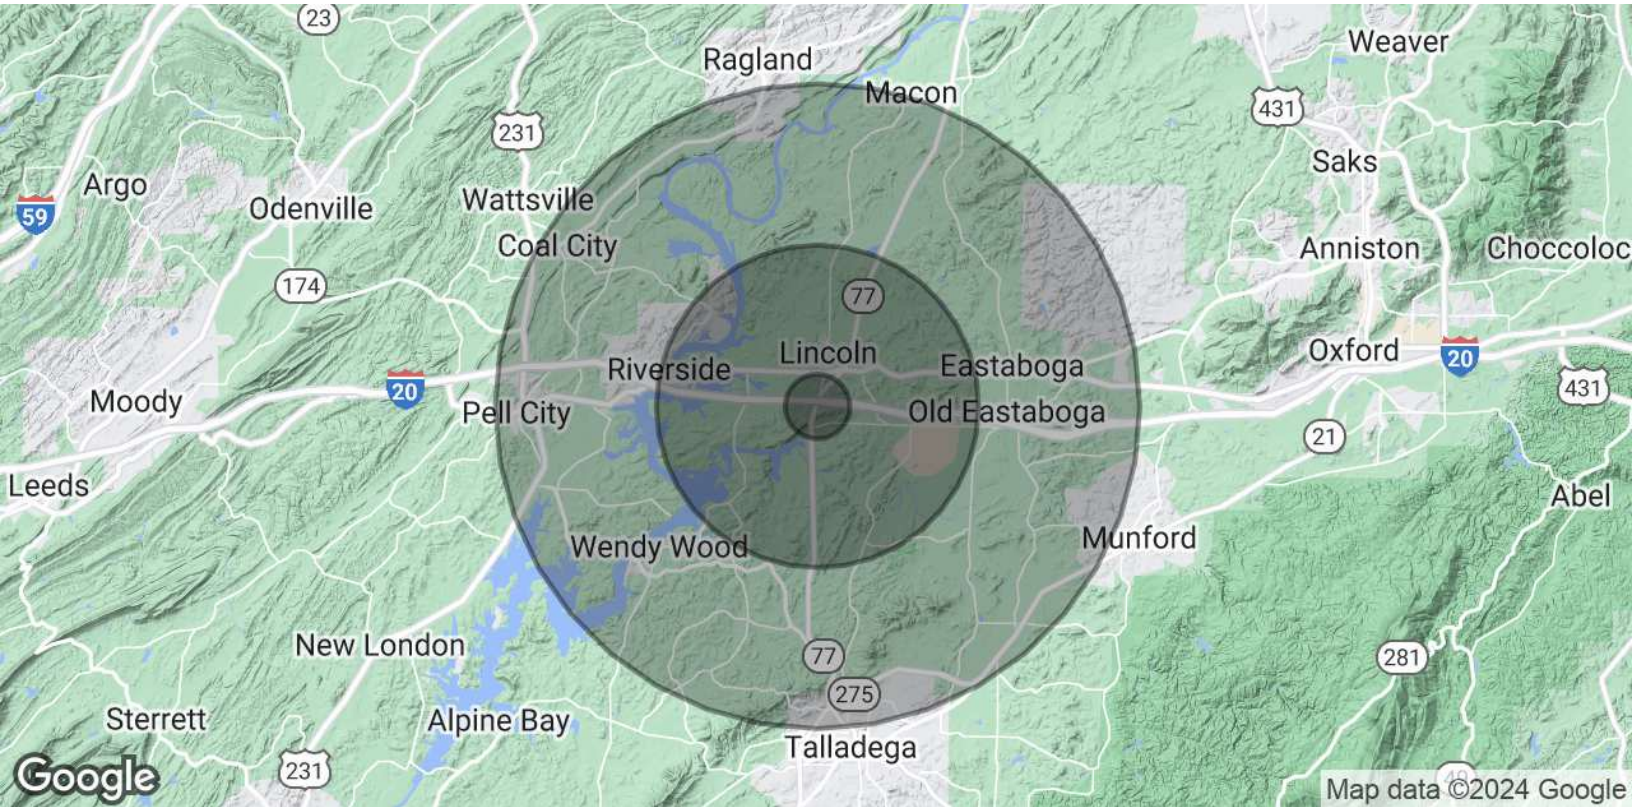 23
Ragland
Weaver
Macon
431
231
Saks
Argo
Wattsville
Odenville
59
Coal City
Anniston
Choccoloc
174
77
Lincoln
Oxford
20
Riverside
Eastaboga
20
431
Moody
Pell City
Old Eastaboga
21
Leeds
Abel
Munford
Wendy Wood
New London
77
281
275
Sterrett
Alpine Bay
Talladega
231
Google
Map data ©2024 Google